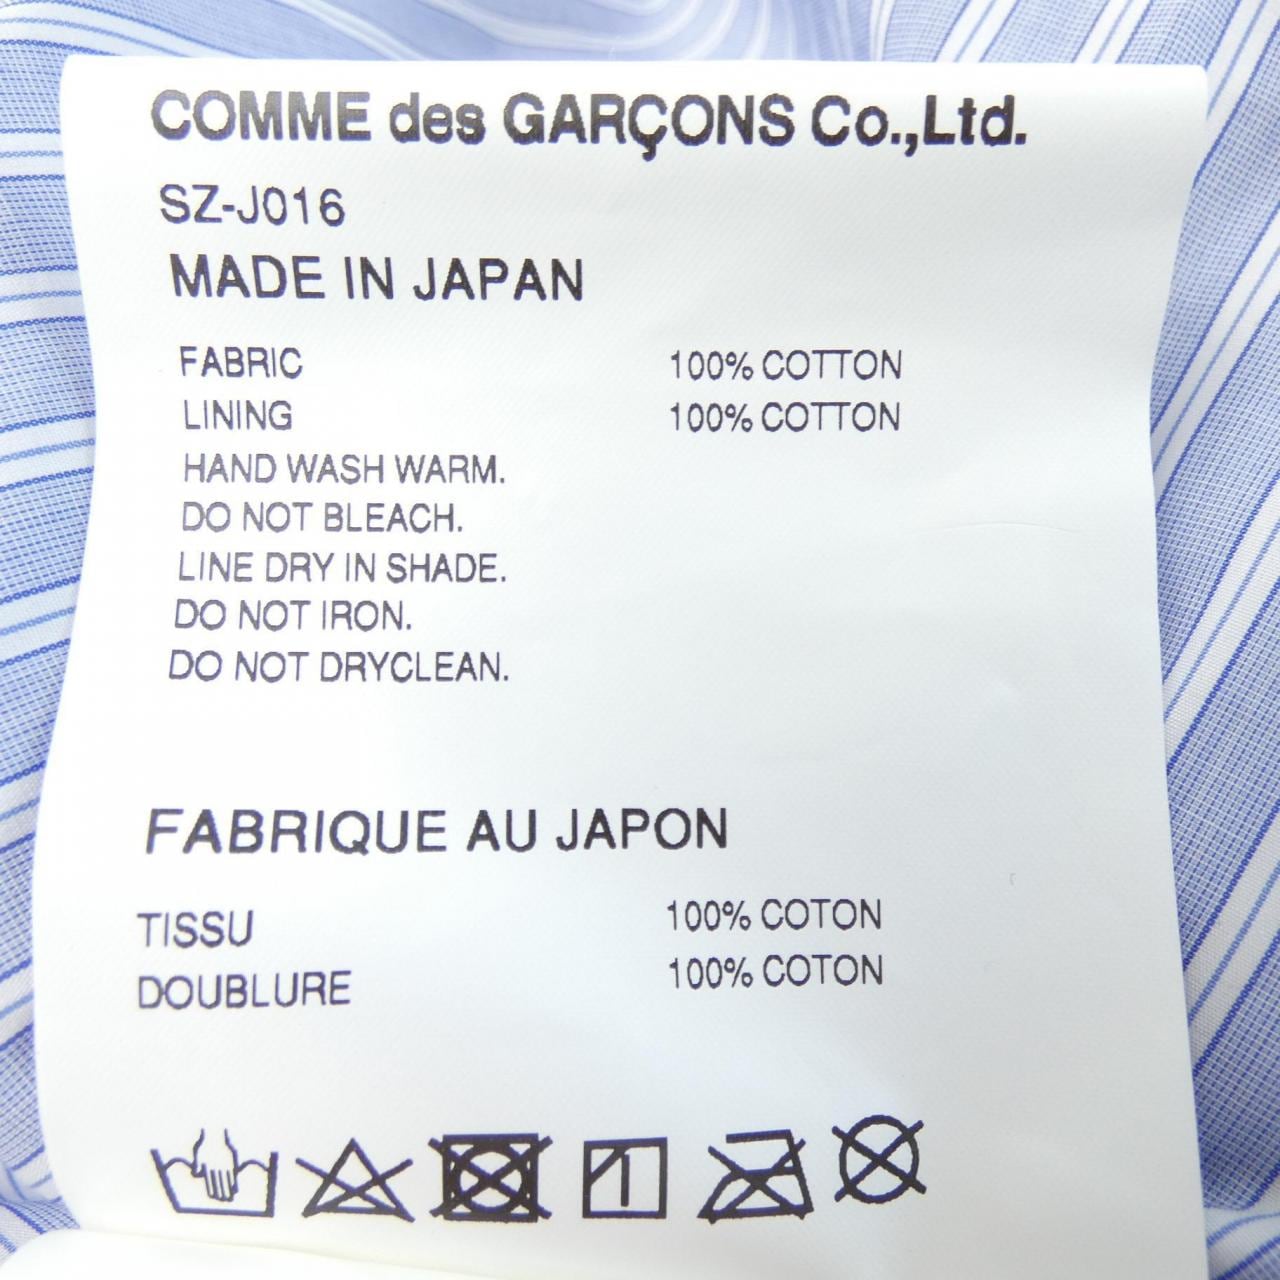 COMME des GARÇONS Co.,Ltd.
SZ-J016
MADE IN JAPAN
FABRIC 100% COTTON
LINING 100% COTTON
HAND WASH WARM.
DO NOT BLEACH.
LINE DRY IN SHADE.
DO NOT IRON.
DO NOT DRYCLEAN.
FABRIQUE AU JAPON
TISSU 100% COTON
DOUBLURE 100% COTON